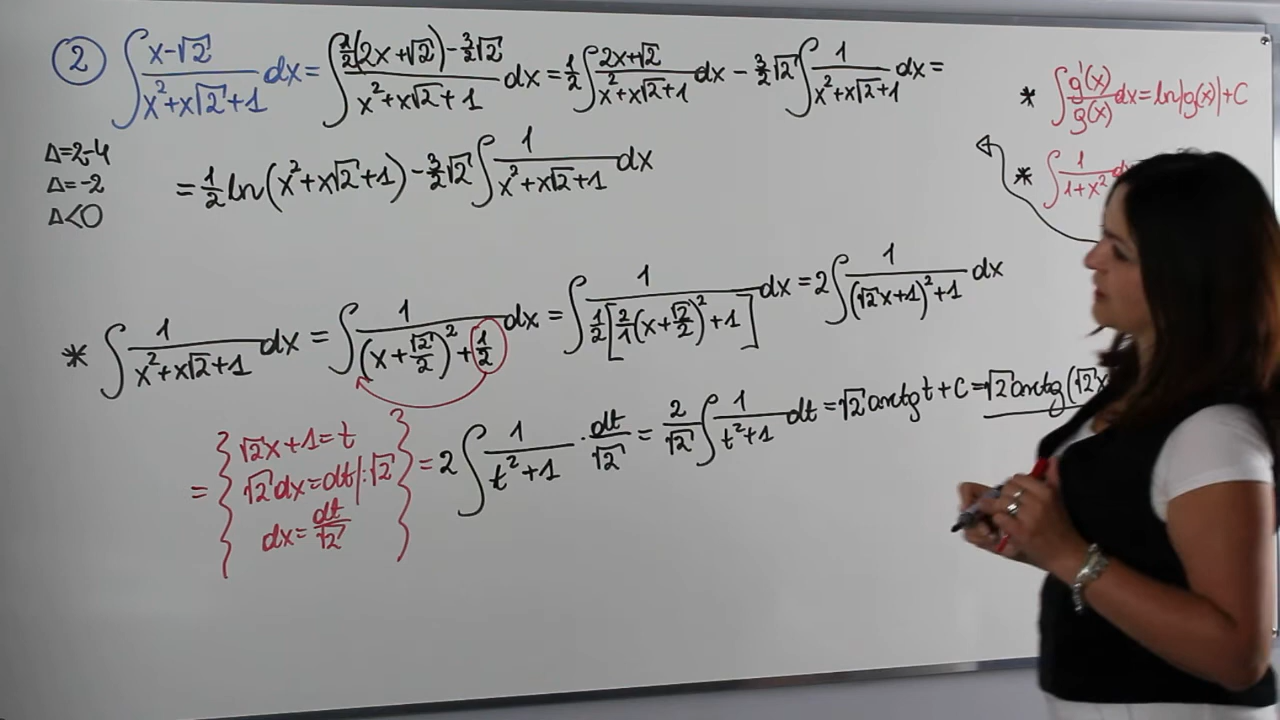 ② ∫ (x-√2)/(x²+x√2+1) dx = ∫ (½(2x+√2)-3/2√2)/(x²+x√2+1) dx = ½ ∫ (2x+√2)/(x²+x√2+1) dx - 3/2√2 ∫ 1/(x²+x√2+1) dx =
* ∫ g'(x)/g(x) dx = ln|g(x)|+C
* ∫ 1/(1+x²) dx
Δ=2-4
Δ=-2
Δ<0
= ½ ln(x²+x√2+1) - 3/2√2 ∫ 1/(x²+x√2+1) dx
* ∫ 1/(x²+x√2+1) dx = ∫ 1/((x+√2/2)²+1/2) dx = ∫ 1/(½[2/1(x+√2/2)²+1]) dx = 2 ∫ 1/((√2x+1)²+1) dx
= { √2x+1=t
√2dx=dt/:√2
dx=dt/√2 } = 2 ∫ 1/(t²+1) · dt/√2 = 2/√2 ∫ 1/(t²+1) dt = √2 arctg t + C = √2 arctg(√2x